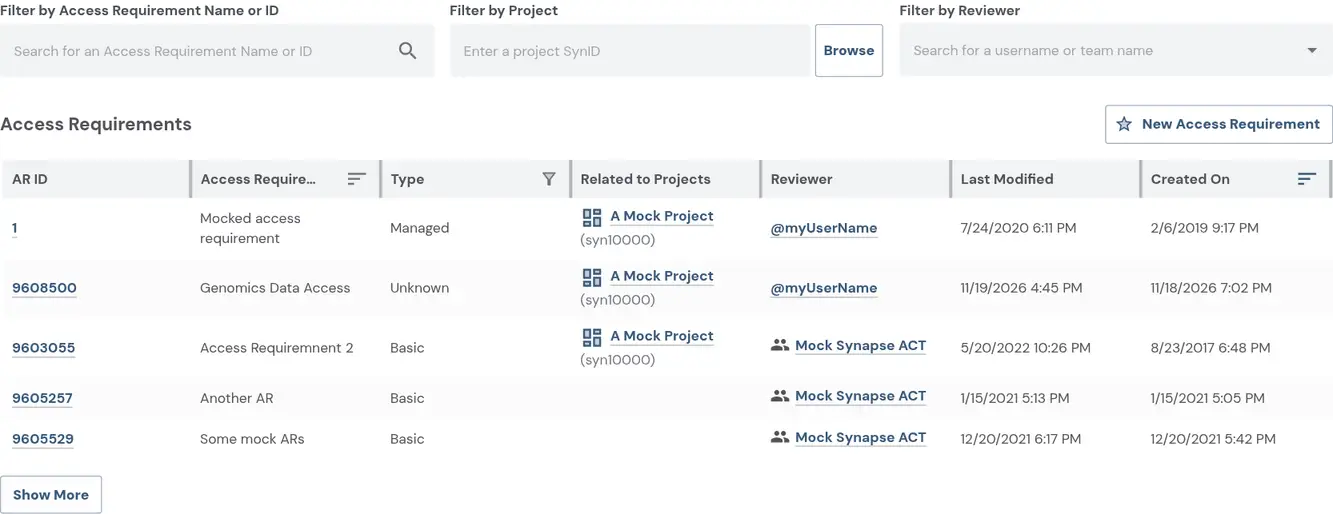 Filter by Access Requirement Name or ID
Filter by Project
Filter by Reviewer
Search for an Access Requirement Name or ID
Enter a project SynID
Browse
Search for a username or team name
Access Requirements
New Access Requirement
AR ID
Access Require...
Type
Related to Projects
Reviewer
Last Modified
Created On
1
Mocked access
requirement
Managed
A Mock Project
(syn10000)
@myUserName
7/24/2020 6:11 PM
2/6/2019 9:17 PM
9608500
Genomics Data Access
Unknown
A Mock Project
(syn10000)
@myUserName
11/19/2026 4:45 PM
11/18/2026 7:02 PM
9603055
Access Requiremnent 2
Basic
A Mock Project
(syn10000)
Mock Synapse ACT
5/20/2022 10:26 PM
8/23/2017 6:48 PM
9605257
Another AR
Basic
Mock Synapse ACT
1/15/2021 5:13 PM
1/15/2021 5:05 PM
9605529
Some mock ARs
Basic
Mock Synapse ACT
12/20/2021 6:17 PM
12/20/2021 5:42 PM
Show More